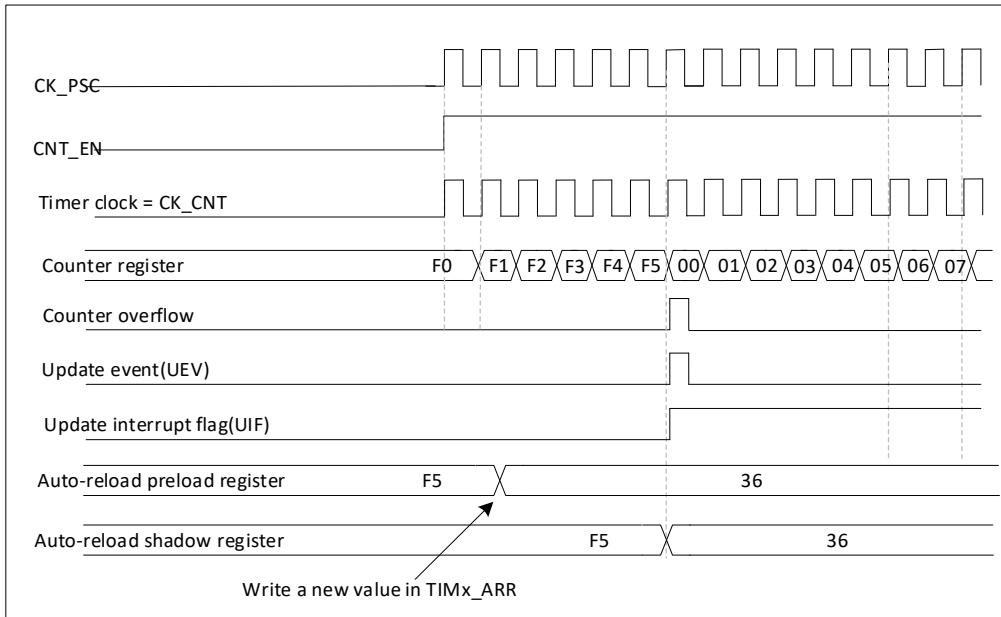 CK_PSC
CNT_EN
Timer clock = CK_CNT
Counter register F0 F1 F2 F3 F4 F5 00 01 02 03 04 05 06 07
Counter overflow
Update event(UEV)
Update interrupt flag(UIF)
Auto-reload preload register F5 36
Auto-reload shadow register F5 36
Write a new value in TIMx_ARR